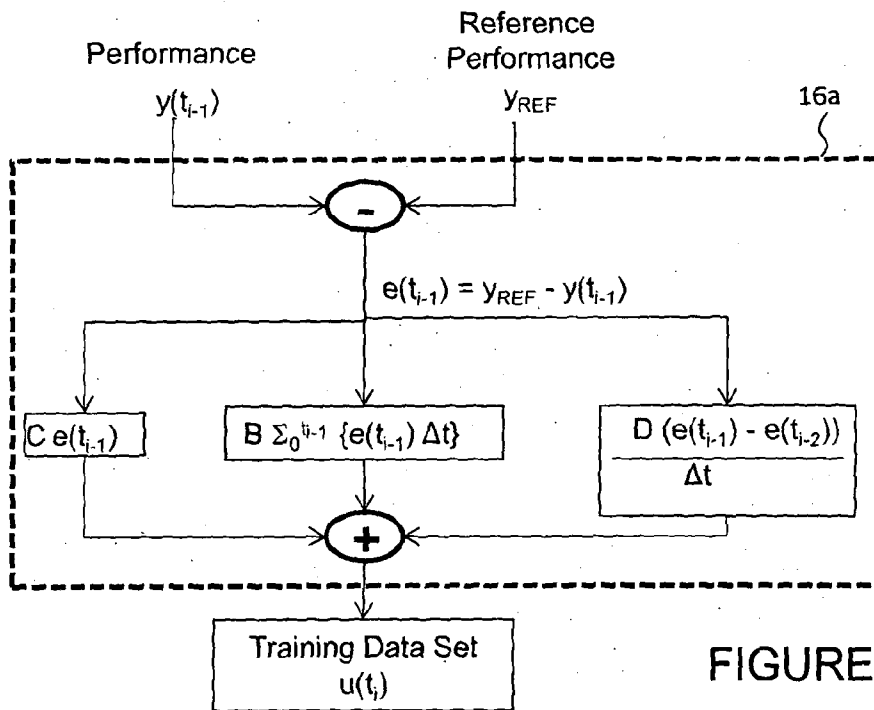 Performance
y(tᵢ₋₁)
Reference
Performance
y_REF
16a
-
e(tᵢ₋₁) = y_REF - y(tᵢ₋₁)
C e(tᵢ₋₁)
B Σ₀^tᵢ₋₁ {e(tᵢ₋₁) Δt}
D (e(tᵢ₋₁) - e(tᵢ₋₂))
Δt
+
Training Data Set
u(tᵢ)
FIGURE